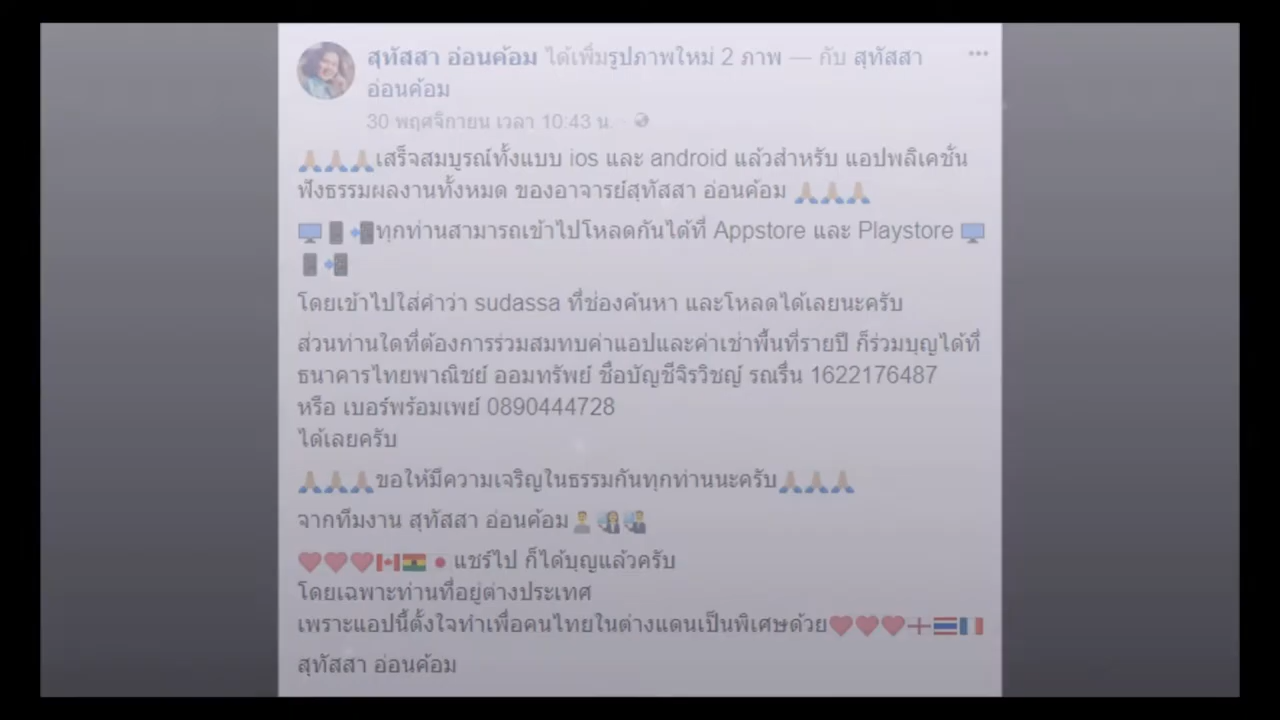 สุทัสสา อ่อนค้อม ได้เพิ่มรูปภาพใหม่ 2 ภาพ — กับ สุทัสสา
อ่อนค้อม
30 พฤศจิกายน เวลา 10:43 น.
🙏🙏🙏เสร็จสมบูรณ์ทั้งแบบ ios และ android แล้วสำหรับ แอปพลิเคชั่น
ฟังธรรมผลงานทั้งหมด ของอาจารย์สุทัสสา อ่อนค้อม 🙏🙏🙏
🖥📱📲ทุกท่านสามารถเข้าไปโหลดกันได้ที่ Appstore และ Playstore 🖥
📱📲
โดยเข้าไปใส่คำว่า sudassa ที่ช่องค้นหา และโหลดได้เลยนะครับ
ส่วนท่านใดที่ต้องการร่วมสมทบค่าแอปและค่าเช่าพื้นที่รายปี ก็ร่วมบุญได้ที่
ธนาคารไทยพาณิชย์ ออมทรัพย์ ชื่อบัญชีจิรวิชญ์ รณรื่น 1622176487
หรือ เบอร์พร้อมเพย์ 0890444728
ได้เลยครับ
🙏🙏🙏ขอให้มีความเจริญในธรรมกันทุกท่านนะครับ🙏🙏🙏
จากทีมงาน สุทัสสา อ่อนค้อม
❤❤❤🇨🇦🇬🇭🇯🇵แชร์ไป ก็ได้บุญแล้วครับ
โดยเฉพาะท่านที่อยู่ต่างประเทศ
เพราะแอปนี้ตั้งใจทำเพื่อคนไทยในต่างแดนเป็นพิเศษด้วย❤❤❤🏴󠁧󠁢󠁥󠁮󠁧󠁿🇹🇭🇫🇷
สุทัสสา อ่อนค้อม